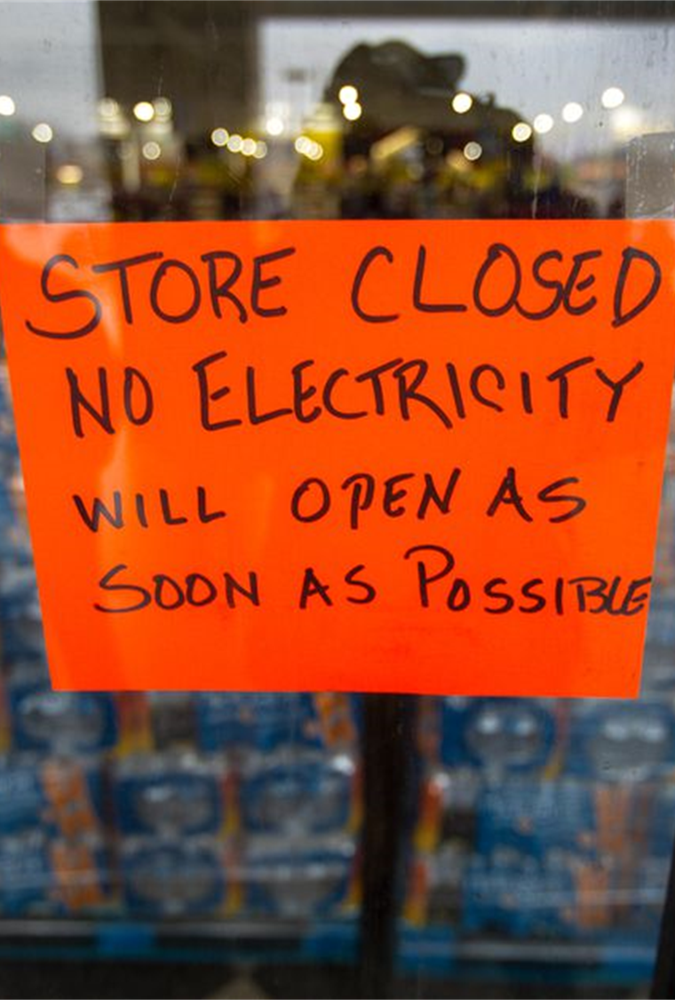 STORE CLOSED
NO ELECTRICITY
WILL OPEN AS
SOON AS POSSIBLE